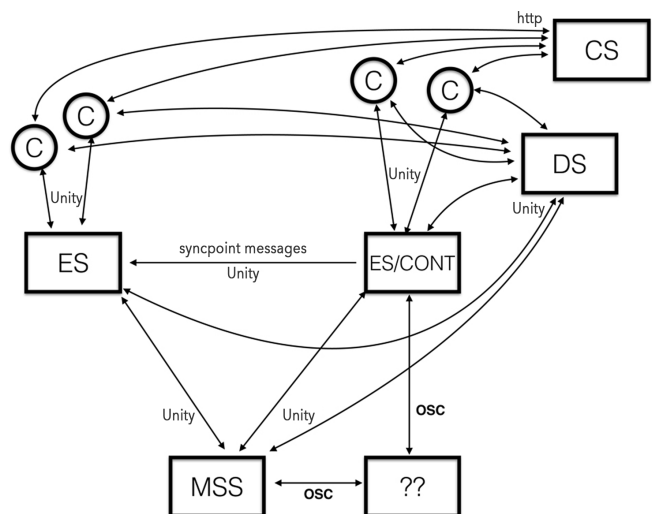 http
CS
C
C
C
C
DS
Unity
Unity
Unity
ES
syncpoint messages
Unity
ES/CONT
Unity
Unity
OSC
MSS
OSC
??